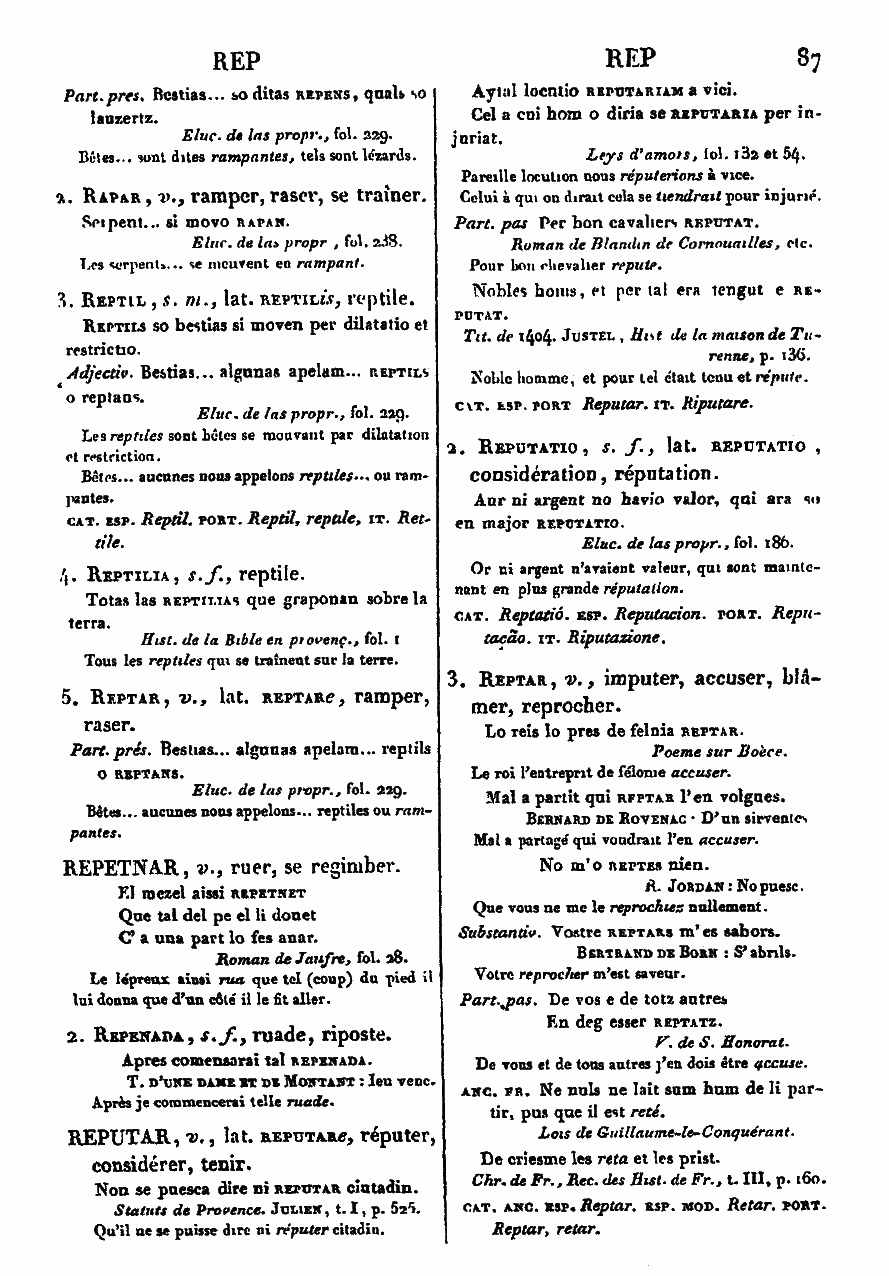 REP
REP 87
Part. pres. Bestias... so ditas REPENS, quals so
lauzertz.
Eluc. de las propr., fol. 229.
Bêtes... sont dites rampantes, tels sont lézards.
2. RAPAR, v., ramper, raser, se traîner.
Serpent... si movo RAPAN.
Eluc. de las propr, fol. 238.
Les serpents... se meuvent en rampant.
3. REPTIL, s. m., lat. REPTILis, reptile.
REPTILS so bestias si moven per dilatatio et
restrictio.
Adjectiv. Bestias... algunas apelam... REPTILS
o reptans.
Eluc. de las propr., fol. 229.
Les reptiles sont bêtes se mouvant par dilatation
et restriction.
Bêtes... aucunes nous appelons reptiles... ou ram-
pantes.
CAT. ESP. Reptil. PORT. Reptil, reptile, IT. Ret-
tile.
4. REPTILIA, s. f., reptile.
Totas las REPTILIAS que graponan sobre la
terra.
Hist. de la Bible en provenç., fol. 1
Tous les reptiles qui se traînent sur la terre.
5. REPTAR, v., lat. REPTARe, ramper,
raser.
Part. prés. Bestias... algunas apelam... reptils
o REPTANS.
Eluc. de las propr., fol. 229.
Bêtes... aucunes nous appelons... reptiles ou ram-
pantes.
REPETNAR, v., ruer, se regimber.
El mezel aissi REPETNET
Que tal del pe el li donet
C'a una part lo fes anar.
Roman de Jaufre, fol. 28.
Le lépreux ainsi rua que tel (coup) du pied il
lui donna que d'un côté il le fit aller.
2. REPENADA, s. f., ruade, riposte.
Apres comensarai tal REPENADA.
T. D'UNE DAME ET DE MONTANT : Ieu venc.
Après je commencerai telle ruade.
REPUTAR, v., lat. REPUTARe, réputer,
considérer, tenir.
Non se puesca dire ni REPUTAR ciutadin.
Statuts de Provence. JULIEN, t. I, p. 525.
Qu'il ne se puisse dire ni réputer citadin.
Aytal locutio REPUTARIAM a vici.
Cel a cui hom o diria se REPUTARIA per in-
juriat.
Leys d'amors, fol. 132 et 54.
Pareille locution nous réputerions à vice.
Celui à qui on dirait cela se tiendrait pour injurié.
Part. pas Per bon cavaliers REPUTAT.
Roman de Blandin de Cornouailles, etc.
Pour bon chevalier repute.
Nobles homs, et per tal era tengut e RE-
PUTAT.
Tit. de 1404. JUSTEL, Hist de la maison de Tu-
renne, p. 136.
Noble homme, et pour tel était tenu et répute.
CAT. ESP. PORT Reputar. IT. Riputare.
2. REPUTATIO, s. f., lat. REPUTATIO,
considération, réputation.
Aur ni argent no havio valor, qui ara so
en major REPUTATIO.
Eluc. de las propr., fol. 186.
Or ni argent n'avaient valeur, qui sont mainte-
nant en plus grande réputation.
CAT. Reptatió. ESP. Reputacion. PORT. Repu-
tação. IT. Riputazione.
3. REPTAR, v., imputer, accuser, blâ-
mer, reprocher.
Lo reis lo pres de felnia REPTAR.
Poeme sur Boèce.
Le roi l'entreprit de félonie accuser.
Mal a partit qui REPTAR l'en volgues.
BERNARD DE ROVENAC · D'un sirventes
Mal a partagé qui voudrait l'en accuser.
No m'o REPTES nien.
R. JORDAN : No puesc.
Que vous ne me le reprochiez nullement.
Substantiv. Vostre REPTARS m'es sabors.
BERTRAND DE BORN : S'abrils.
Votre reprocher m'est saveur.
Part. pas. De vos e de totz autres
En deg esser REPTATZ.
V. de S. Honorat.
De vous et de tous autres j'en dois être accuse.
ANC. FR. Ne nuls ne lait sum hum de li par-
tir, pus que il est reté.
Lois de Guillaume-le-Conquérant.
De criesme les reta et les prist.
Chr. de Fr., Rec. des Hist. de Fr., t. III, p. 160.
CAT. ANC. ESP. Reptar. ESP. MOD. Retar. PORT.
Reptar, retar.